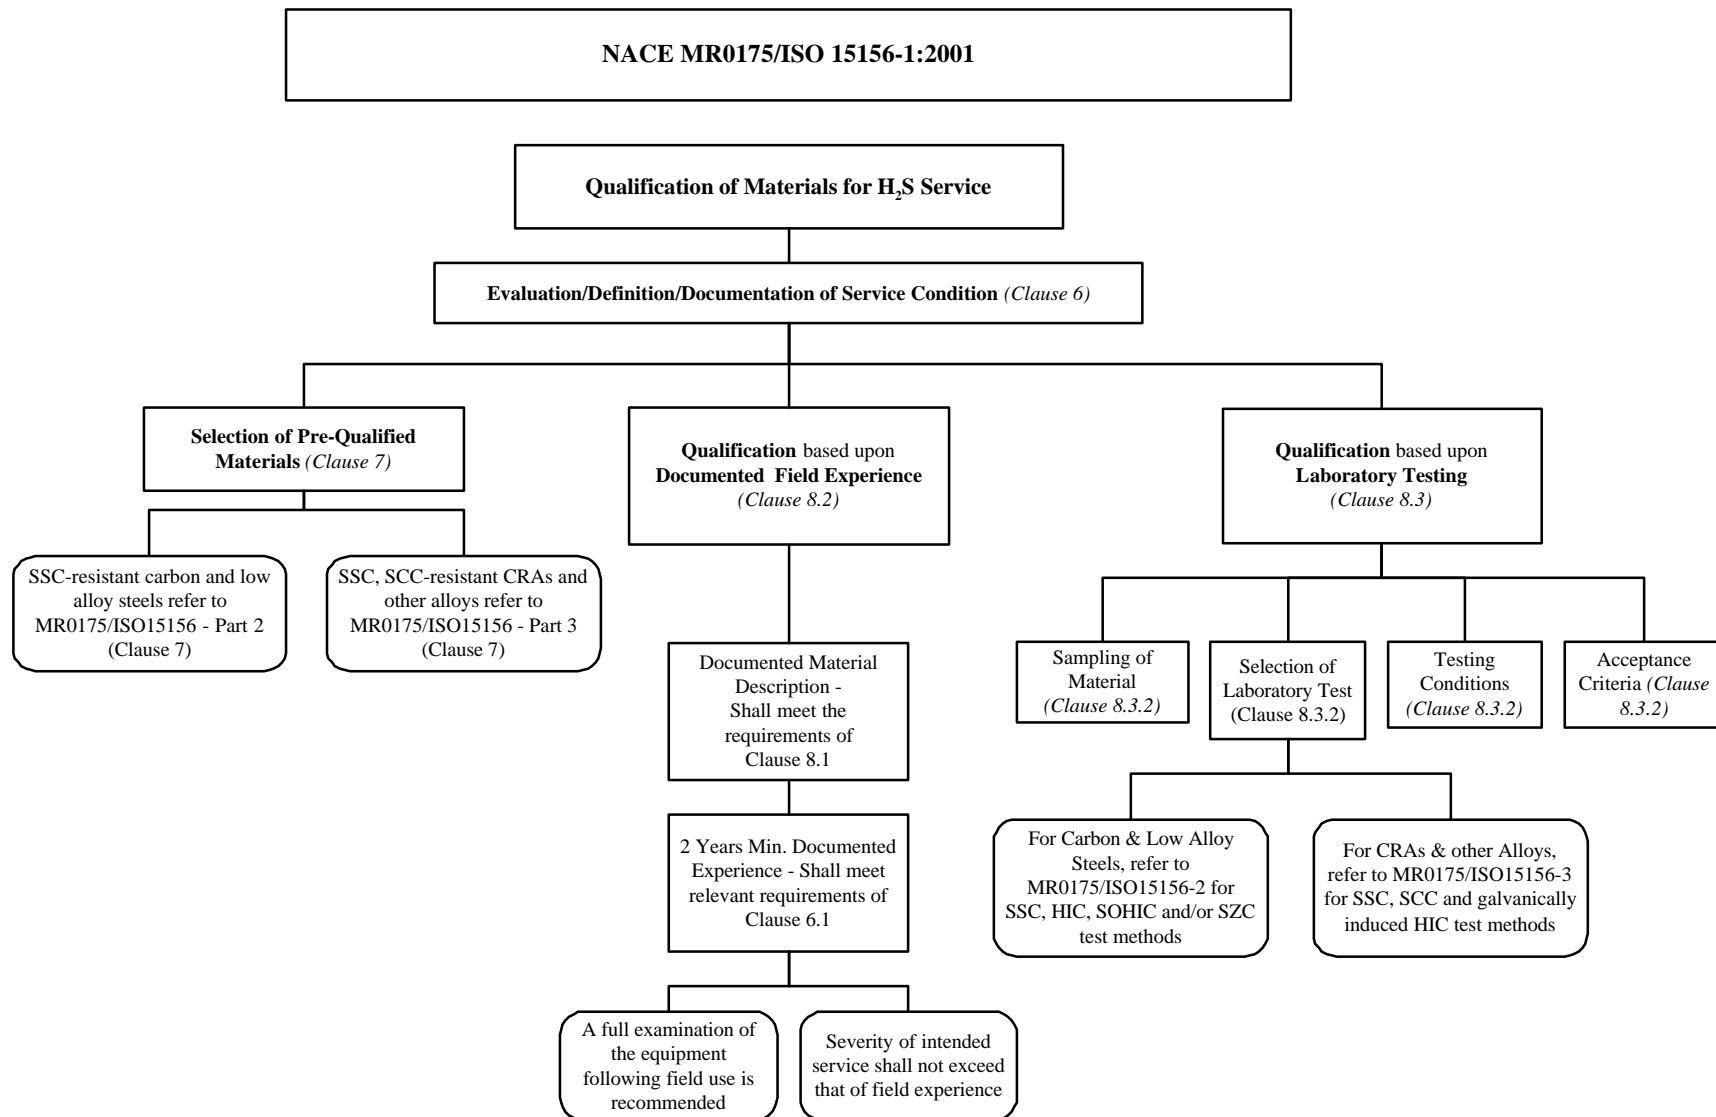 NACE MR0175/ISO 15156-1:2001
Qualification of Materials for H₂S Service
Evaluation/Definition/Documentation of Service Condition (Clause 6)
Selection of Pre-Qualified
Materials (Clause 7)
Qualification based upon
Documented Field Experience
(Clause 8.2)
Qualification based upon
Laboratory Testing
(Clause 8.3)
SSC-resistant carbon and low
alloy steels refer to
MR0175/ISO15156 - Part 2
(Clause 7)
SSC, SCC-resistant CRAs and
other alloys refer to
MR0175/ISO15156 - Part 3
(Clause 7)
Documented Material
Description -
Shall meet the
requirements of
Clause 8.1
Sampling of
Material
(Clause 8.3.2)
Selection of
Laboratory Test
(Clause 8.3.2)
Testing
Conditions
(Clause 8.3.2)
Acceptance
Criteria (Clause
8.3.2)
2 Years Min. Documented
Experience - Shall meet
relevant requirements of
Clause 6.1
For Carbon & Low Alloy
Steels, refer to
MR0175/ISO15156-2 for
SSC, HIC, SOHIC and/or SZC
test methods
For CRAs & other Alloys,
refer to MR0175/ISO15156-3
for SSC, SCC and galvanically
induced HIC test methods
A full examination of
the equipment
following field use is
recommended
Severity of intended
service shall not exceed
that of field experience